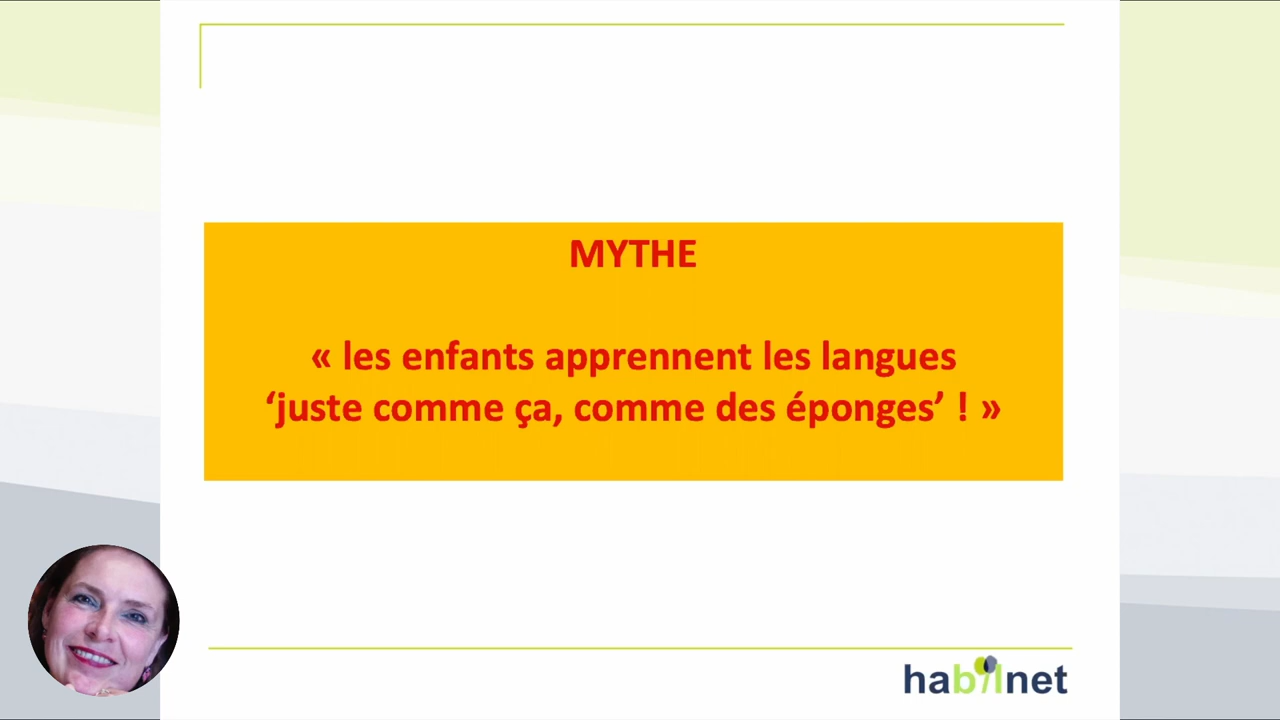 MYTHE
« les enfants apprennent les langues
‘juste comme ça, comme des éponges’ ! »
habilnet